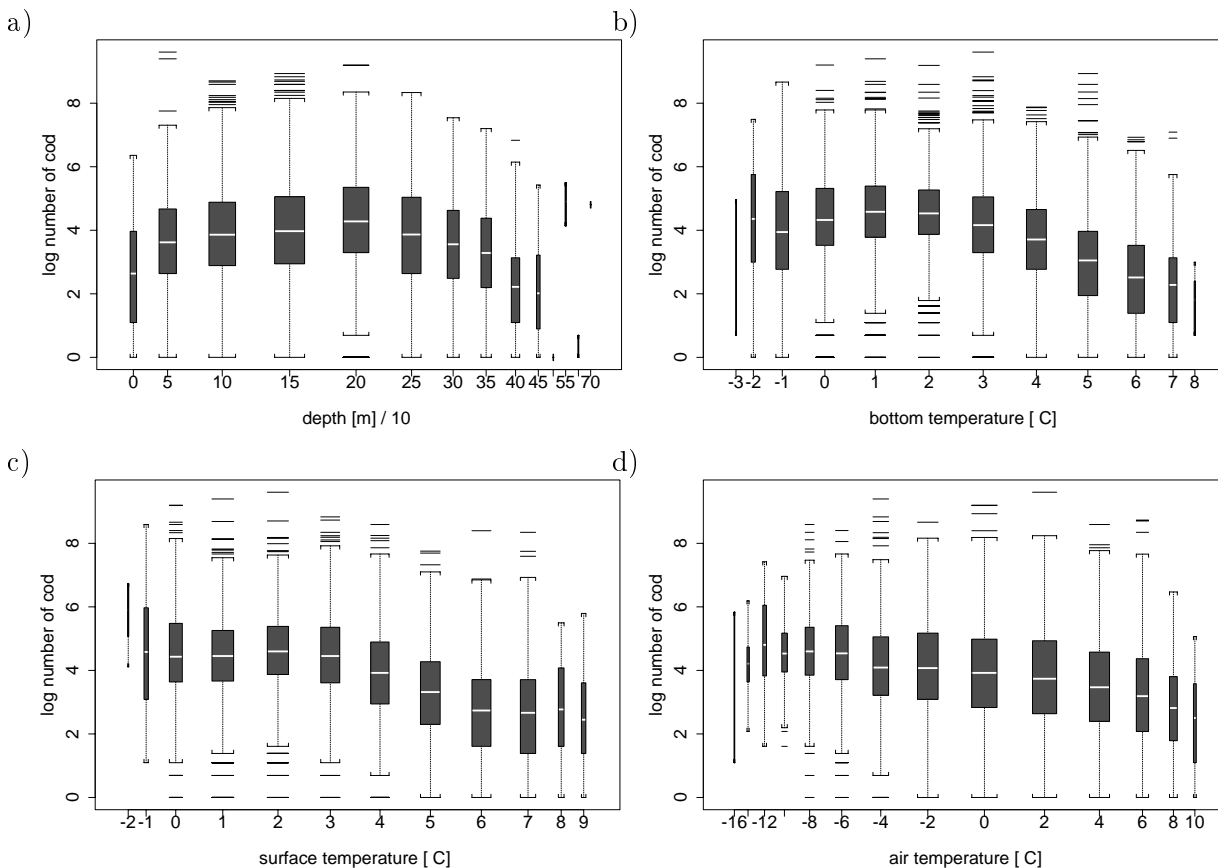 a)
log number of cod
8
6
4
2
0
0 5 10 15 20 25 30 35 40 45 55 70
depth [m] / 10
b)
log number of cod
8
6
4
2
0
-3 -2 -1 0 1 2 3 4 5 6 7 8
bottom temperature [ C]
c)
log number of cod
8
6
4
2
0
-2 -1 0 1 2 3 4 5 6 7 8 9
surface temperature [ C]
d)
log number of cod
8
6
4
2
0
-16 -12 -8 -6 -4 -2 0 2 4 6 8 10
air temperature [ C]